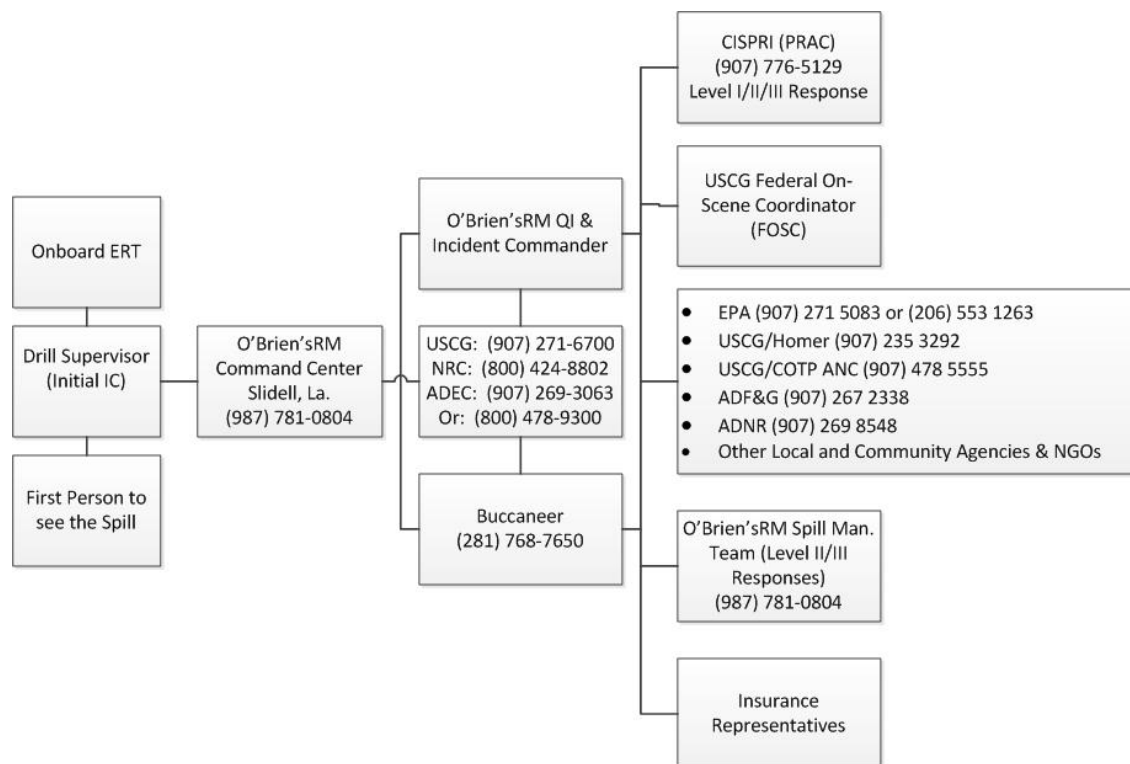 Onboard ERT
Drill Supervisor
(Initial IC)
First Person to
see the Spill
O'Brien'sRM
Command Center
Slidell, La.
(987) 781-0804
O'Brien'sRM QI &
Incident Commander
USCG: (907) 271-6700
NRC: (800) 424-8802
ADEC: (907) 269-3063
Or: (800) 478-9300
Buccaneer
(281) 768-7650
CISPRI (PRAC)
(907) 776-5129
Level I/II/III Response
USCG Federal On-
Scene Coordinator
(FOSC)
• EPA (907) 271 5083 or (206) 553 1263
• USCG/Homer (907) 235 3292
• USCG/COTP ANC (907) 478 5555
• ADF&G (907) 267 2338
• ADNR (907) 269 8548
• Other Local and Community Agencies & NGOs
O'Brien'sRM Spill Man.
Team (Level II/III
Responses)
(987) 781-0804
Insurance
Representatives